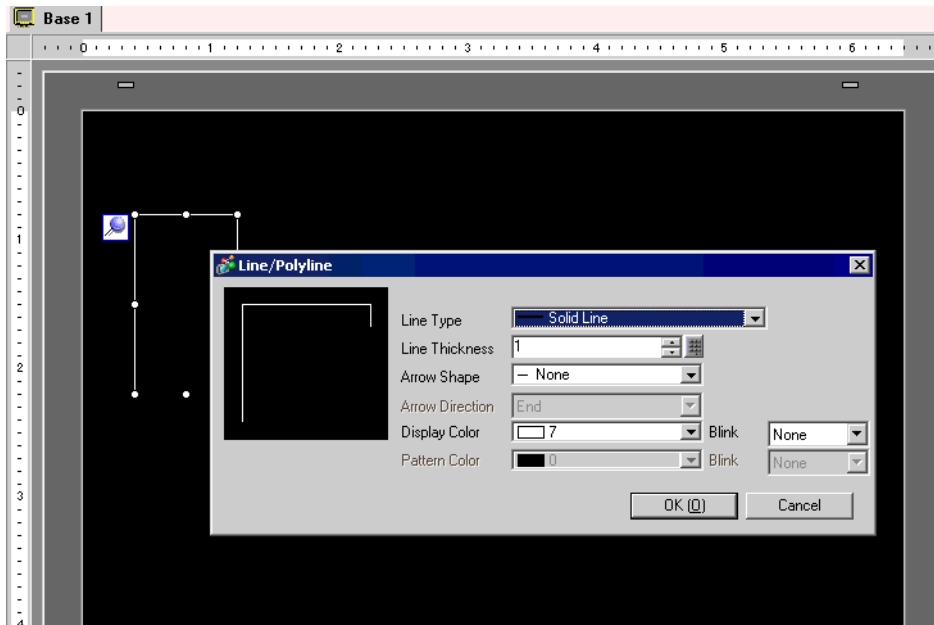 Base 1
0 1 2 3 4 5 6
0
1
2
3
4
Line/Polyline
Line Type Solid Line
Line Thickness 1
Arrow Shape None
Arrow Direction End
Display Color 7 Blink None
Pattern Color 0 Blink None
OK (O) Cancel